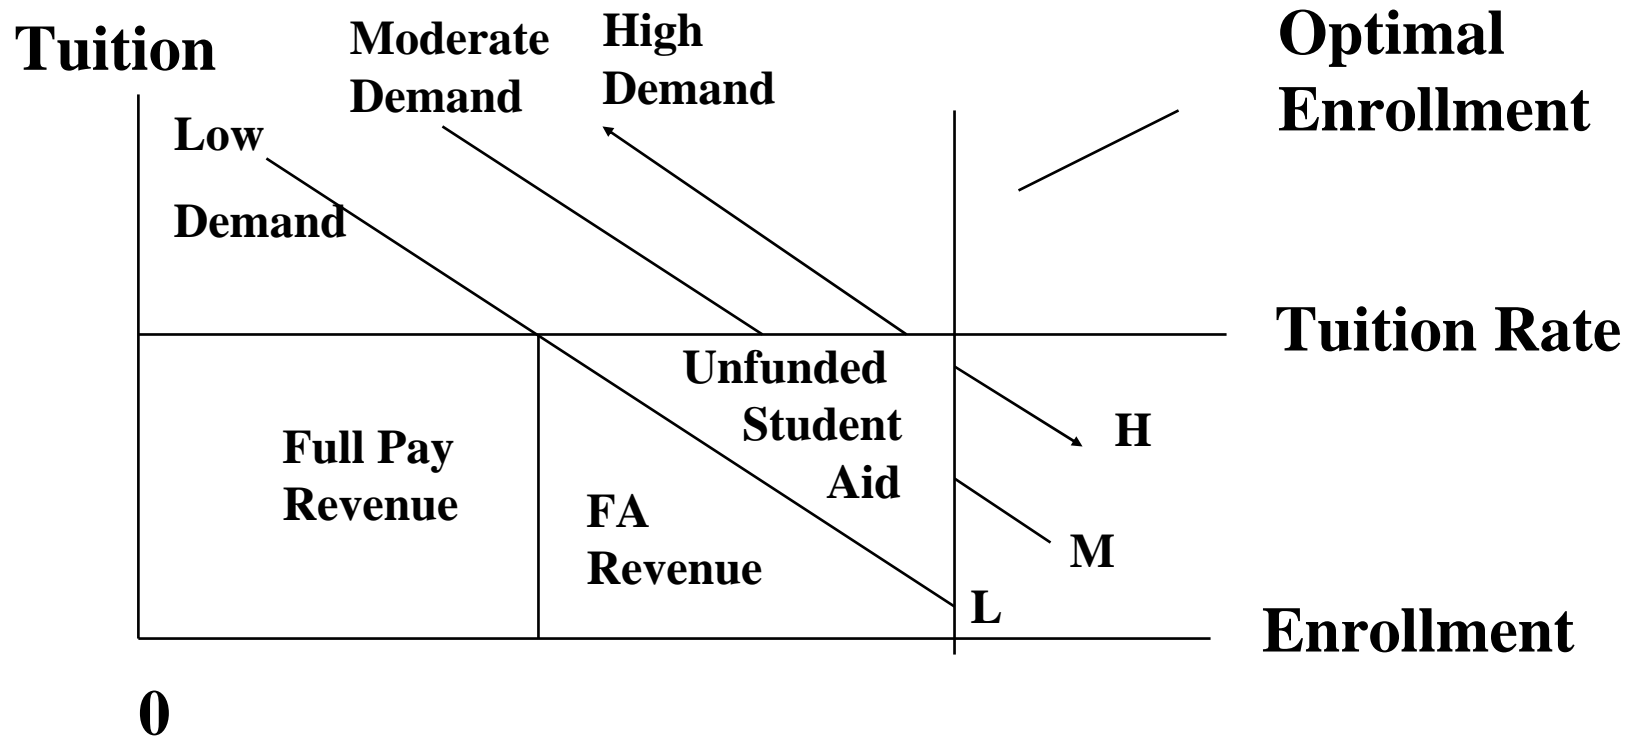 Tuition
Moderate
Demand
High
Demand
Optimal
Enrollment
Low
Demand
Tuition Rate
Unfunded
Student
Aid
Full Pay
Revenue
FA
Revenue
H
M
L
Enrollment
0